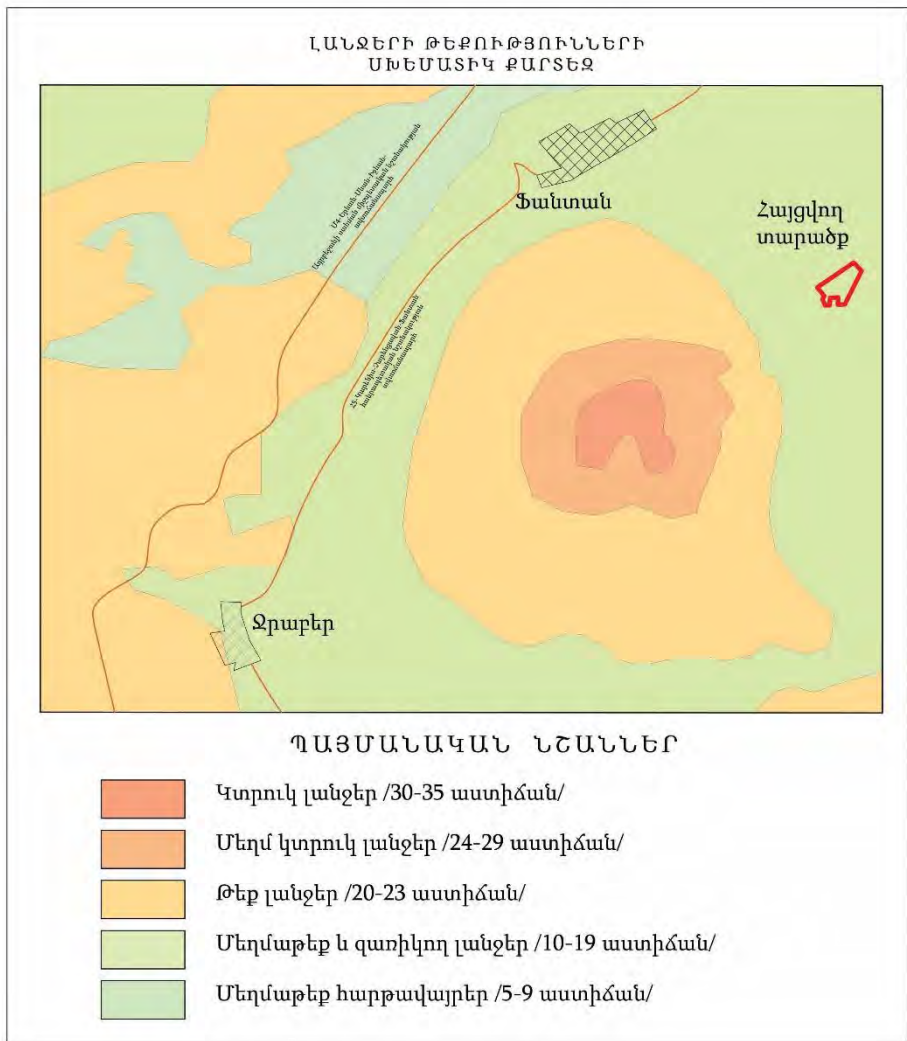 ԼԱՆՋԵՐԻ ԹԵՔՈՒԹՅՈՒՆՆԵՐԻ
ՍԽԵՄԱՏԻԿ ՔԱՐՏԵԶ
Ֆանտան
Հայցվող
տարածք
ավտոճանապարհ
ավտոճանապարհ
Ջրաբեր
ՊԱՅՄԱՆԱԿԱՆ ՆՇԱՆՆԵՐ
Կտրուկ լանջեր /30-35 աստիճան/
Մեղմ կտրուկ լանջեր /24-29 աստիճան/
Թեք լանջեր /20-23 աստիճան/
Մեղմաթեք և զառիկող լանջեր /10-19 աստիճան/
Մեղմաթեք հարթավայրեր /5-9 աստիճան/